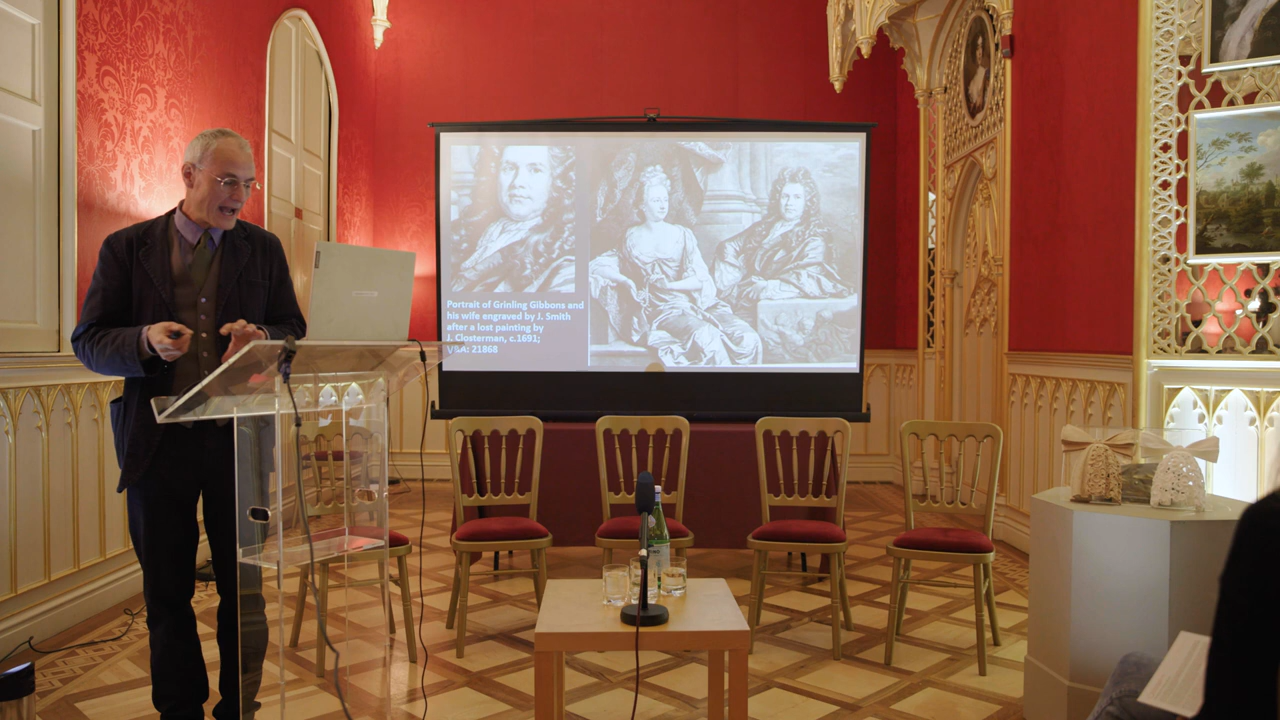 Portrait of Grinling Gibbons and
his wife engraved by J. Smith
after a lost painting by
J. Closterman, c.1691;
V&A: 21868